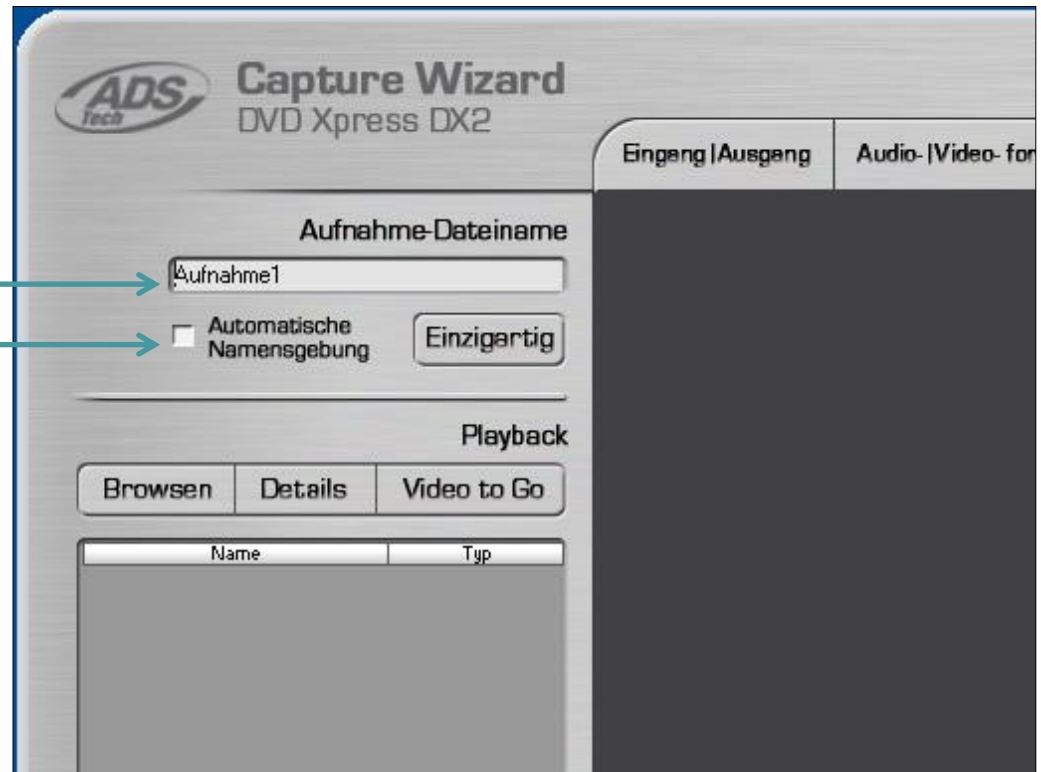 ADS
Tech
Capture Wizard
DVD Xpress DX2
Eingang|Ausgang
Audio-|Video- for
Aufnahme-Dateiname
Aufnahme1
Automatische
Namensgebung
Einzigartig
Playback
Browsen
Details
Video to Go
Name
Typ